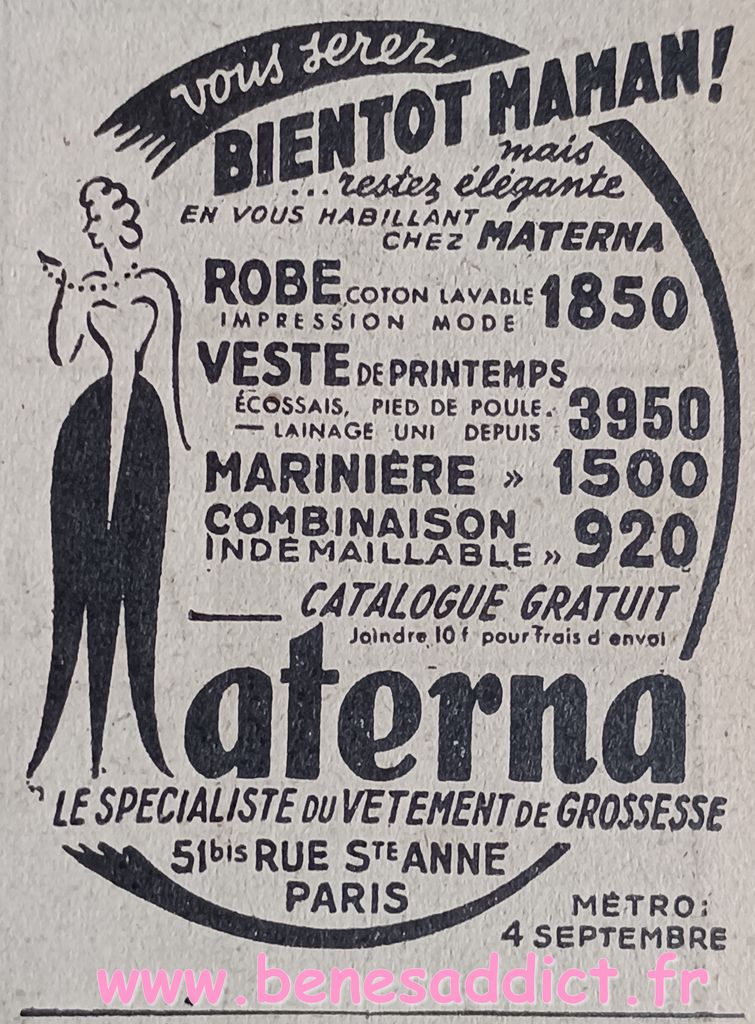 vous serez
BIENTOT MAMAN!
mais
...restez élégante
EN VOUS HABILLANT
CHEZ MATERNA
ROBE COTON LAVABLE 1850
IMPRESSION MODE
VESTE DE PRINTEMPS
ÉCOSSAIS, PIED DE POULE. 3950
— LAINAGE UNI DEPUIS
MARINIÈRE » 1500
COMBINAISON
INDÉMAILLABLE » 920
CATALOGUE GRATUIT
Joindre 10 f pour frais d envoi
Materna
LE SPECIALISTE DU VETEMENT DE GROSSESSE
51bis RUE STE ANNE
PARIS
MÉTRO:
4 SEPTEMBRE
www.benesaddict.fr